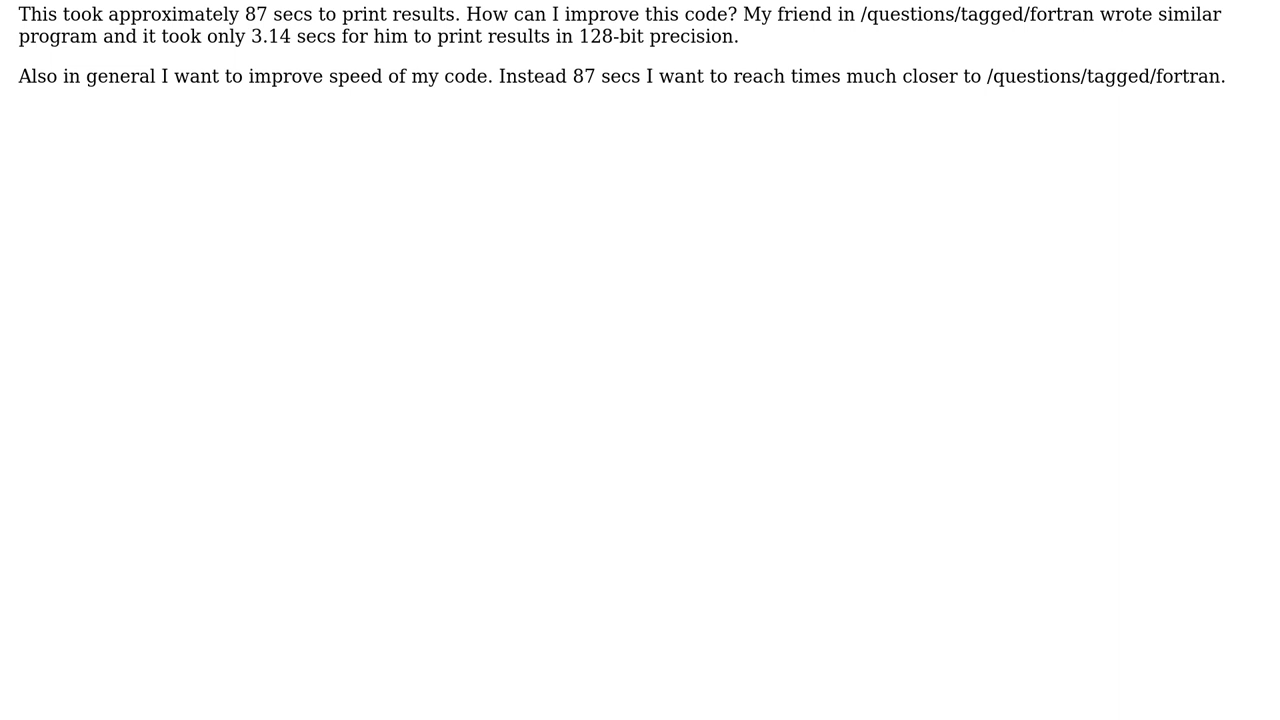 This took approximately 87 secs to print results. How can I improve this code? My friend in /questions/tagged/fortran wrote similar
program and it took only 3.14 secs for him to print results in 128-bit precision.
Also in general I want to improve speed of my code. Instead 87 secs I want to reach times much closer to /questions/tagged/fortran.